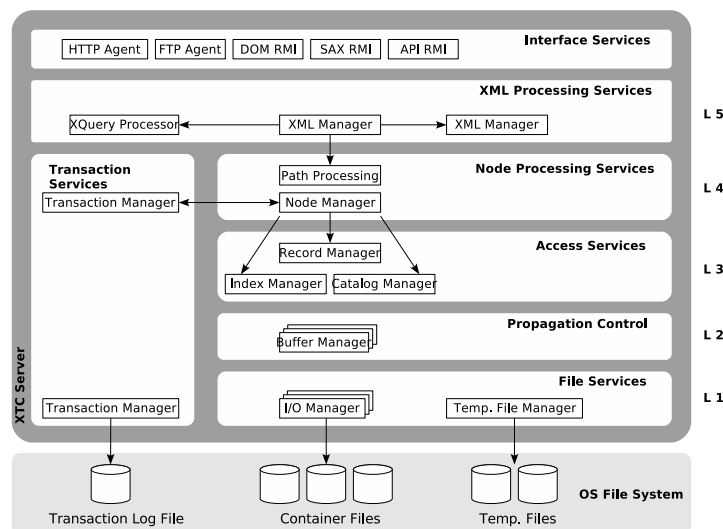 Interface Services
HTTP Agent
FTP Agent
DOM RMI
SAX RMI
API RMI
XML Processing Services
XQuery Processor
XML Manager
XML Manager
L 5
Transaction
Services
Transaction Manager
Node Processing Services
Path Processing
Node Manager
L 4
Access Services
Record Manager
Index Manager
Catalog Manager
L 3
Propagation Control
Buffer Manager
L 2
File Services
Transaction Manager
I/O Manager
Temp. File Manager
L 1
XTC Server
OS File System
Transaction Log File
Container Files
Temp. Files